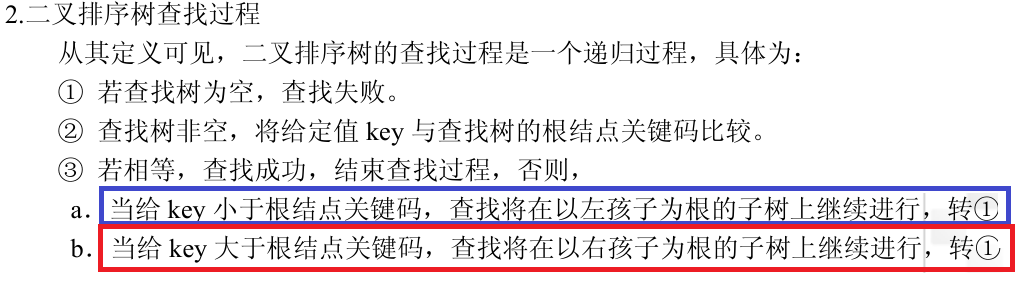 2.二叉排序树查找过程
从其定义可见，二叉排序树的查找过程是一个递归过程，具体为：
① 若查找树为空，查找失败。
② 查找树非空，将给定值 key 与查找树的根结点关键码比较。
③ 若相等，查找成功，结束查找过程，否则，
a. 当给 key 小于根结点关键码，查找将在以左孩子为根的子树上继续进行，转①
b. 当给 key 大于根结点关键码，查找将在以右孩子为根的子树上继续进行，转①